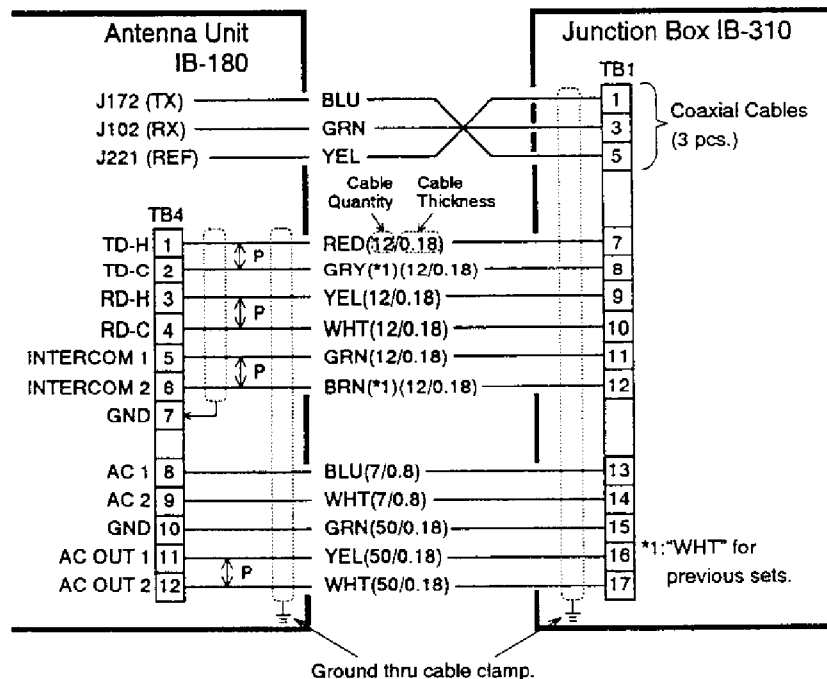 Antenna Unit
IB-180
Junction Box IB-310
TB1
J172 (TX) BLU 1
J102 (RX) GRN 3
J221 (REF) YEL 5
Coaxial Cables
(3 pcs.)
Cable Quantity
Cable Thickness
TB4
TD-H 1 P RED(12/0.18) 7
TD-C 2 GRY(*1)(12/0.18) 8
RD-H 3 P YEL(12/0.18) 9
RD-C 4 WHT(12/0.18) 10
INTERCOM 1 5 P GRN(12/0.18) 11
INTERCOM 2 6 BRN(*1)(12/0.18) 12
GND 7
AC 1 8 BLU(7/0.8) 13
AC 2 9 WHT(7/0.8) 14
GND 10 GRN(50/0.18) 15
AC OUT 1 11 P YEL(50/0.18) 16
AC OUT 2 12 WHT(50/0.18) 17
*1:"WHT" for
previous sets.
Ground thru cable clamp.